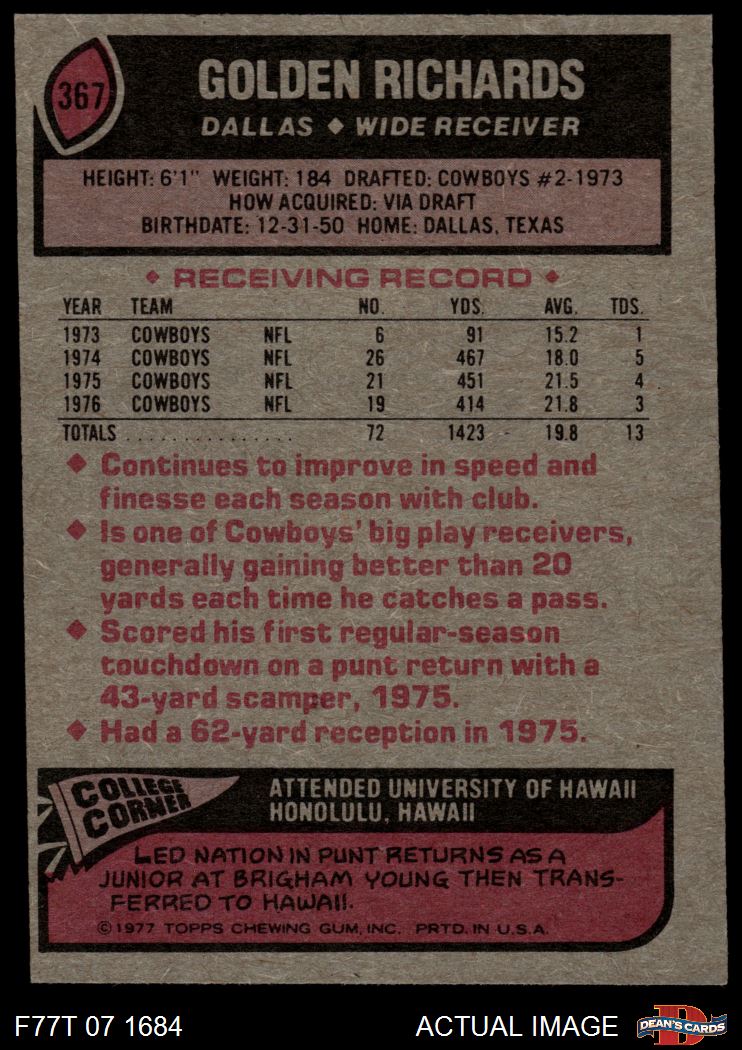 367
GOLDEN RICHARDS
DALLAS ◆ WIDE RECEIVER
HEIGHT: 6'1" WEIGHT: 184 DRAFTED: COWBOYS #2-1973
HOW ACQUIRED: VIA DRAFT
BIRTHDATE: 12-31-50 HOME: DALLAS, TEXAS
◆ RECEIVING RECORD ◆
YEAR TEAM NO. YDS. AVG. TDS.
1973 COWBOYS NFL 6 91 15.2 1
1974 COWBOYS NFL 26 467 18.0 5
1975 COWBOYS NFL 21 451 21.5 4
1976 COWBOYS NFL 19 414 21.8 3
TOTALS ................ 72 1423 19.8 13
◆ Continues to improve in speed and
finesse each season with club.
◆ Is one of Cowboys' big play receivers,
generally gaining better than 20
yards each time he catches a pass.
◆ Scored his first regular-season
touchdown on a punt return with a
43-yard scamper, 1975.
◆ Had a 62-yard reception in 1975.
COLLEGE
CORNER
ATTENDED UNIVERSITY OF HAWAII
HONOLULU, HAWAII
LED NATION IN PUNT RETURNS AS A
JUNIOR AT BRIGHAM YOUNG THEN TRANS-
FERRED TO HAWAII.
©1977 TOPPS CHEWING GUM, INC. PRTD. IN U.S.A.
F77T 07 1684 ACTUAL IMAGE
D
DEAN'S CARDS